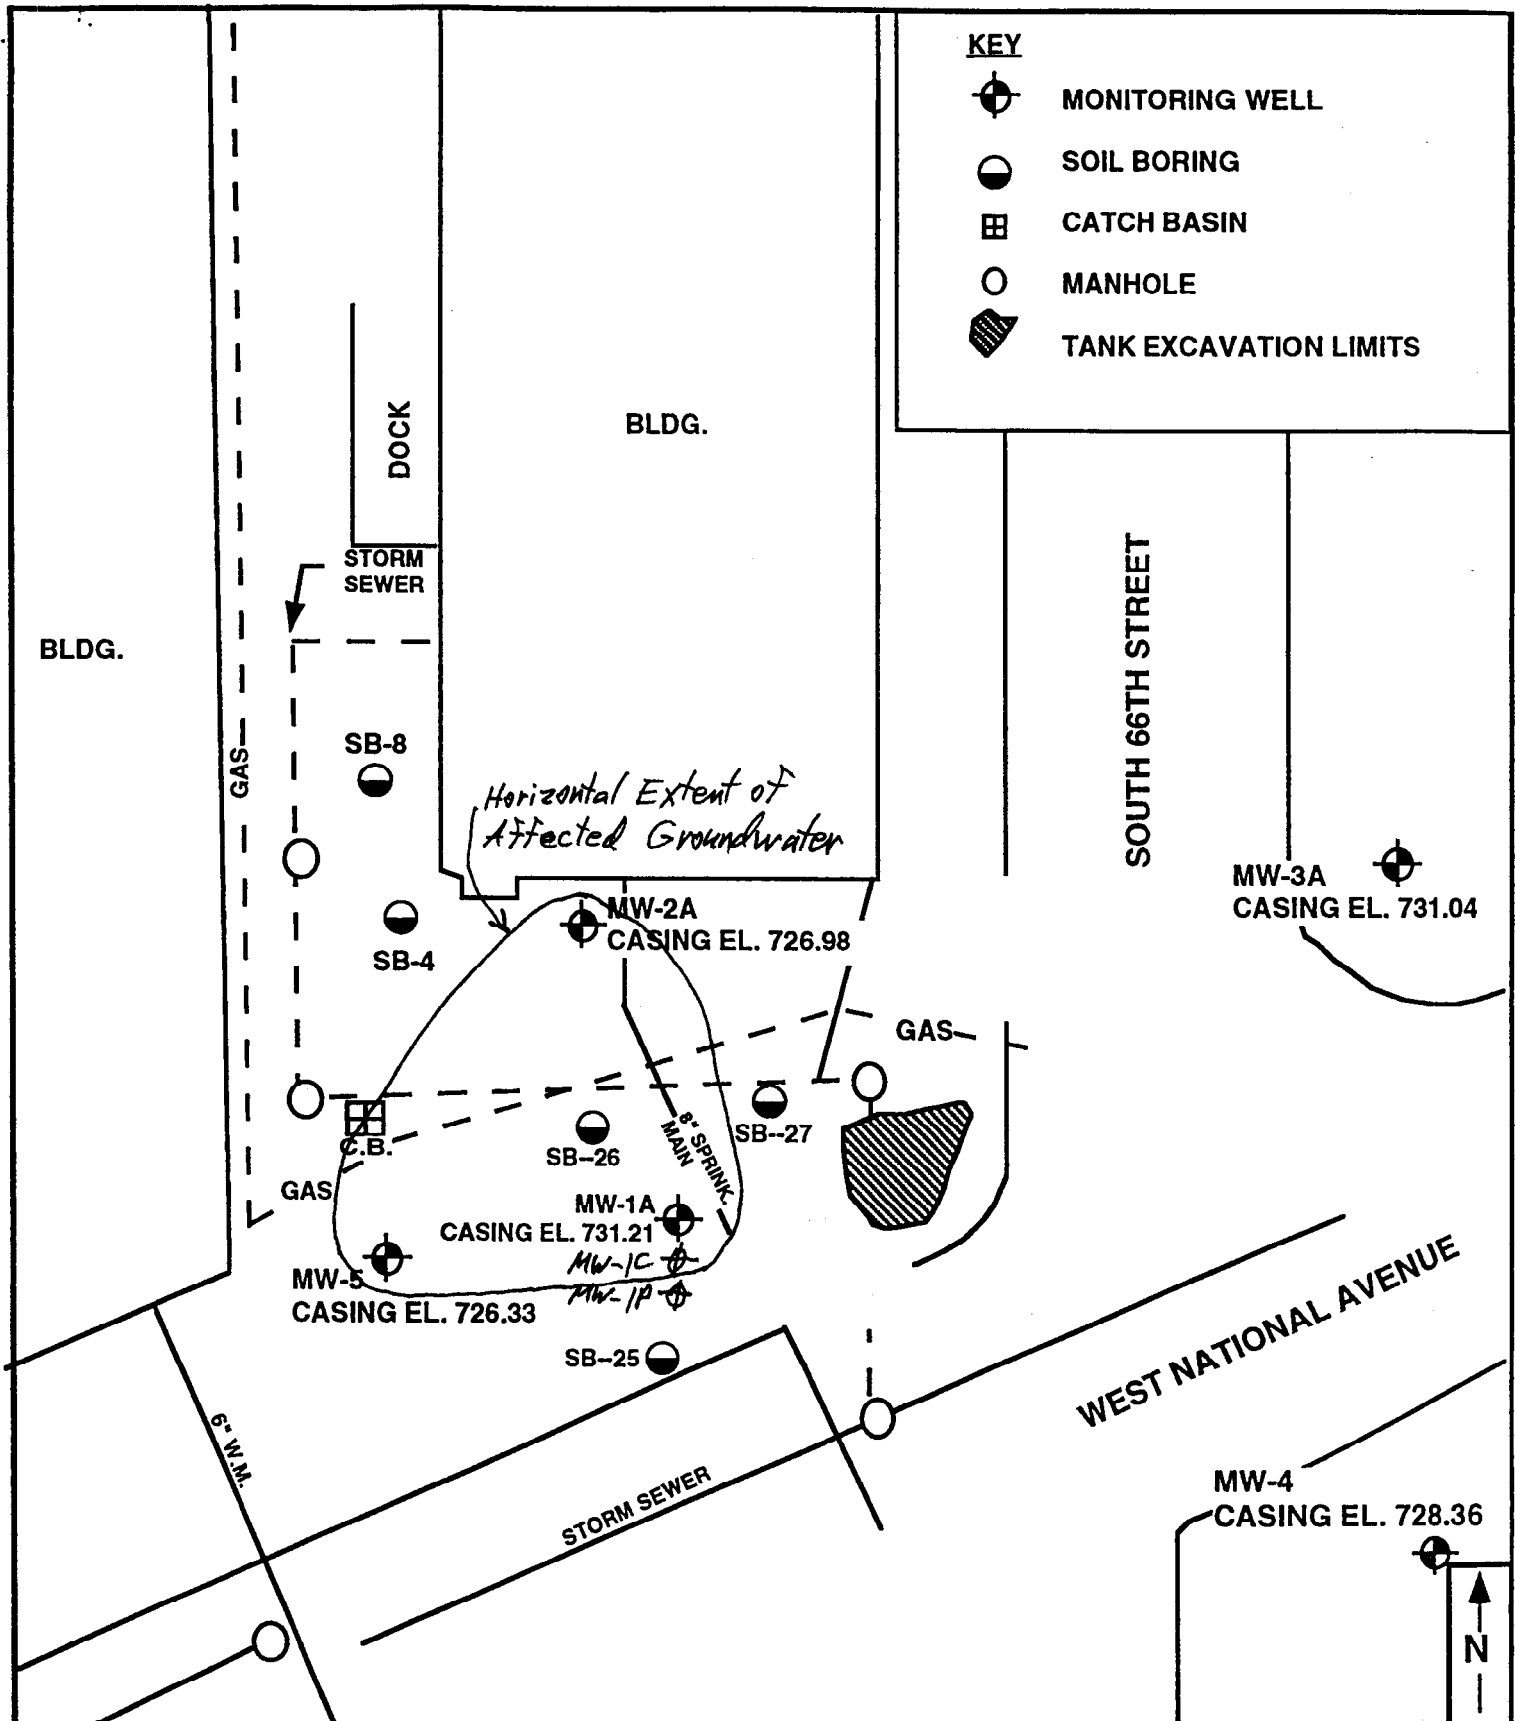 KEY
MONITORING WELL
SOIL BORING
CATCH BASIN
MANHOLE
TANK EXCAVATION LIMITS
DOCK
BLDG.
STORM
SEWER
SOUTH 66TH STREET
BLDG.
GAS
SB-8
Horizontal Extent of
Affected Groundwater
MW-3A
CASING EL. 731.04
MW-2A
CASING EL. 726.98
SB-4
GAS
8" SPRINK.
MAIN
SB--27
C.B.
SB--26
GAS
MW-1A
CASING EL. 731.21
MW-1C
MW-1P
MW-5
CASING EL. 726.33
SB--25
WEST NATIONAL AVENUE
6" W.M.
STORM SEWER
MW-4
CASING EL. 728.36
N